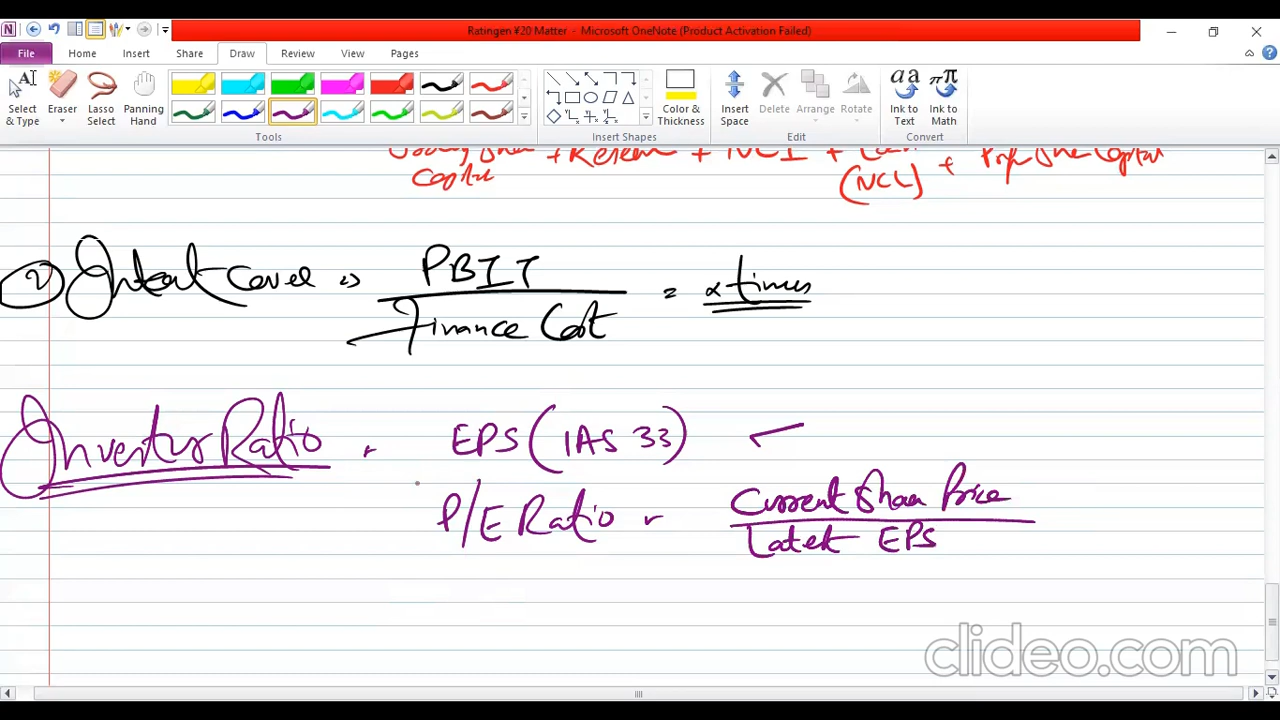 Ratingen ¥20 Matter - Microsoft OneNote (Product Activation Failed)
File Home Insert Share Draw Review View Pages
Select & Type
Eraser
Lasso Select
Panning Hand
Color & Thickness
Insert Space
Delete
Arrange
Rotate
Ink to Text
Ink to Math
Tools
Insert Shapes
Edit
Convert
+ + NCI + +
Capital (NCL)
PBIT
Finance Cost
= x times
Investor Ratio EPS (IAS 33)
P/E Ratio Current Share Price
Latest EPS
clideo.com